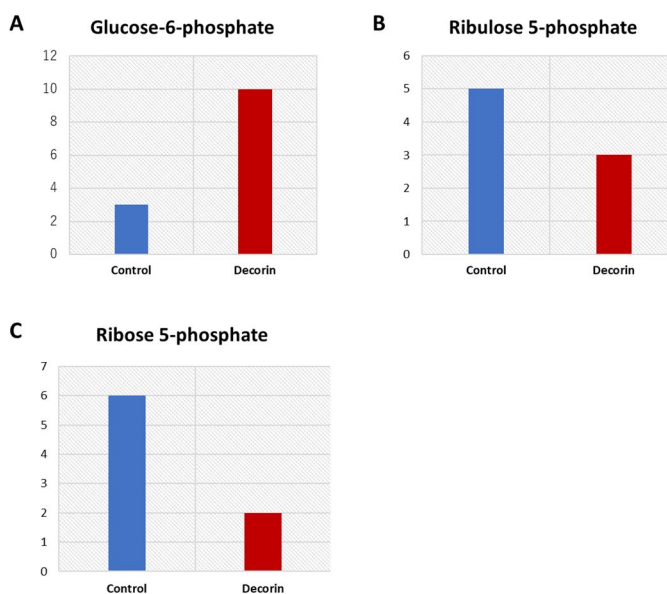 A
Glucose-6-phosphate
12
10
8
6
4
2
0
Control Decorin
B
Ribulose 5-phosphate
6
5
4
3
2
1
0
Control Decorin
C
Ribose 5-phosphate
7
6
5
4
3
2
1
0
Control Decorin